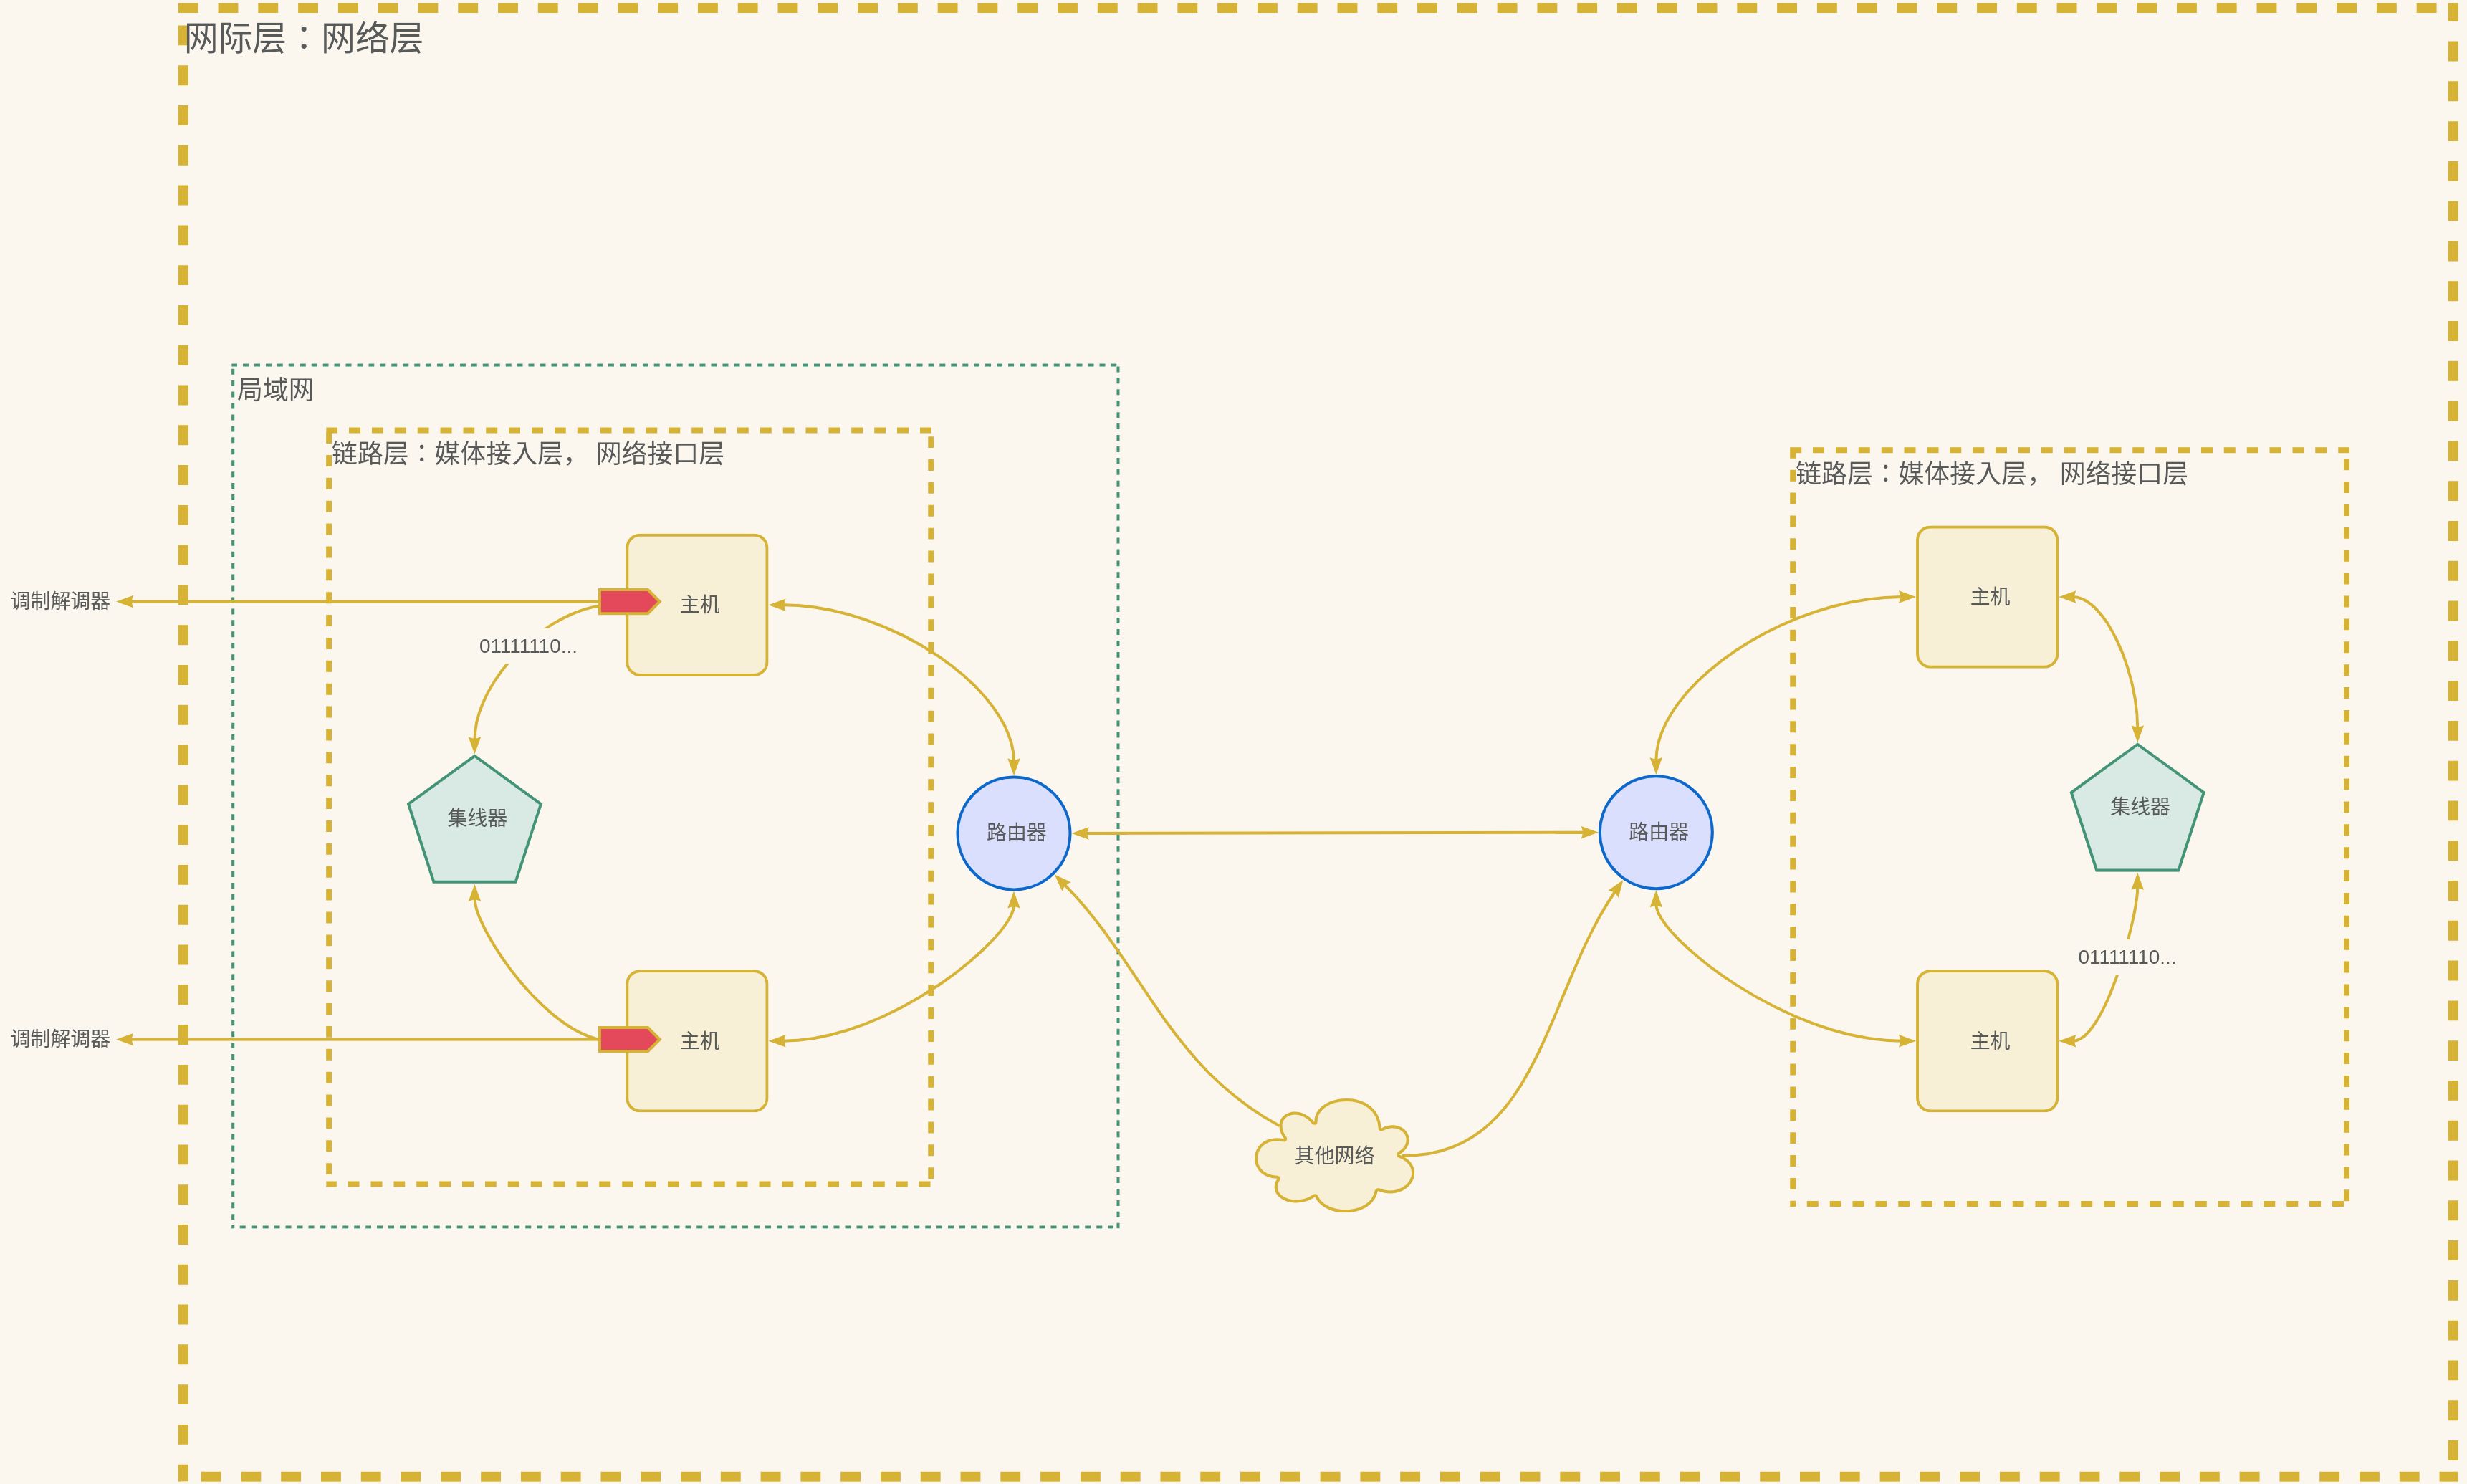 网际层：网络层
局域网
链路层：媒体接入层， 网络接口层
链路层：媒体接入层， 网络接口层
调制解调器
主机
主机
01111110...
集线器
路由器
路由器
集线器
01111110...
调制解调器
主机
主机
其他网络